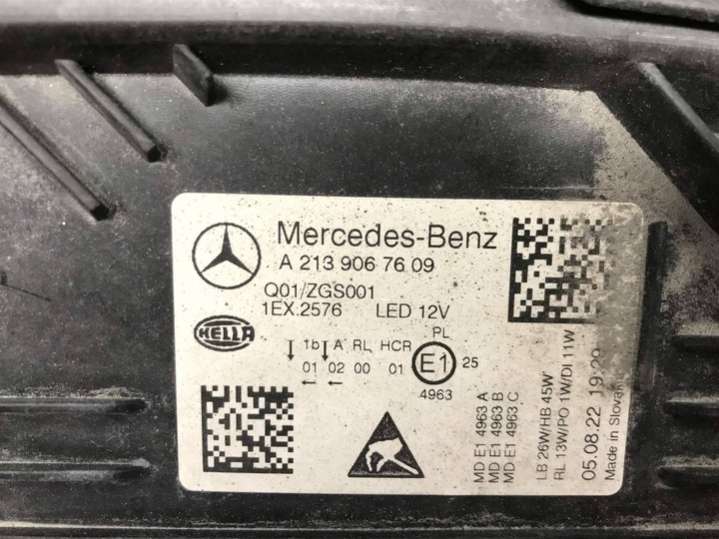 Mercedes-Benz
A 213 906 76 09
Q01/ZGS001
1EX.2576 LED 12V
HELLA
1b A RL HCR PL
01 02 00 01 E1 25
4963
MD E1 4963 A
MD E1 4963 B
MD E1 4963 C
LB 26W/HB 45W
RL 13W/PO 1W/DI 11W
05.08.22 19:29
Made in Slovakia